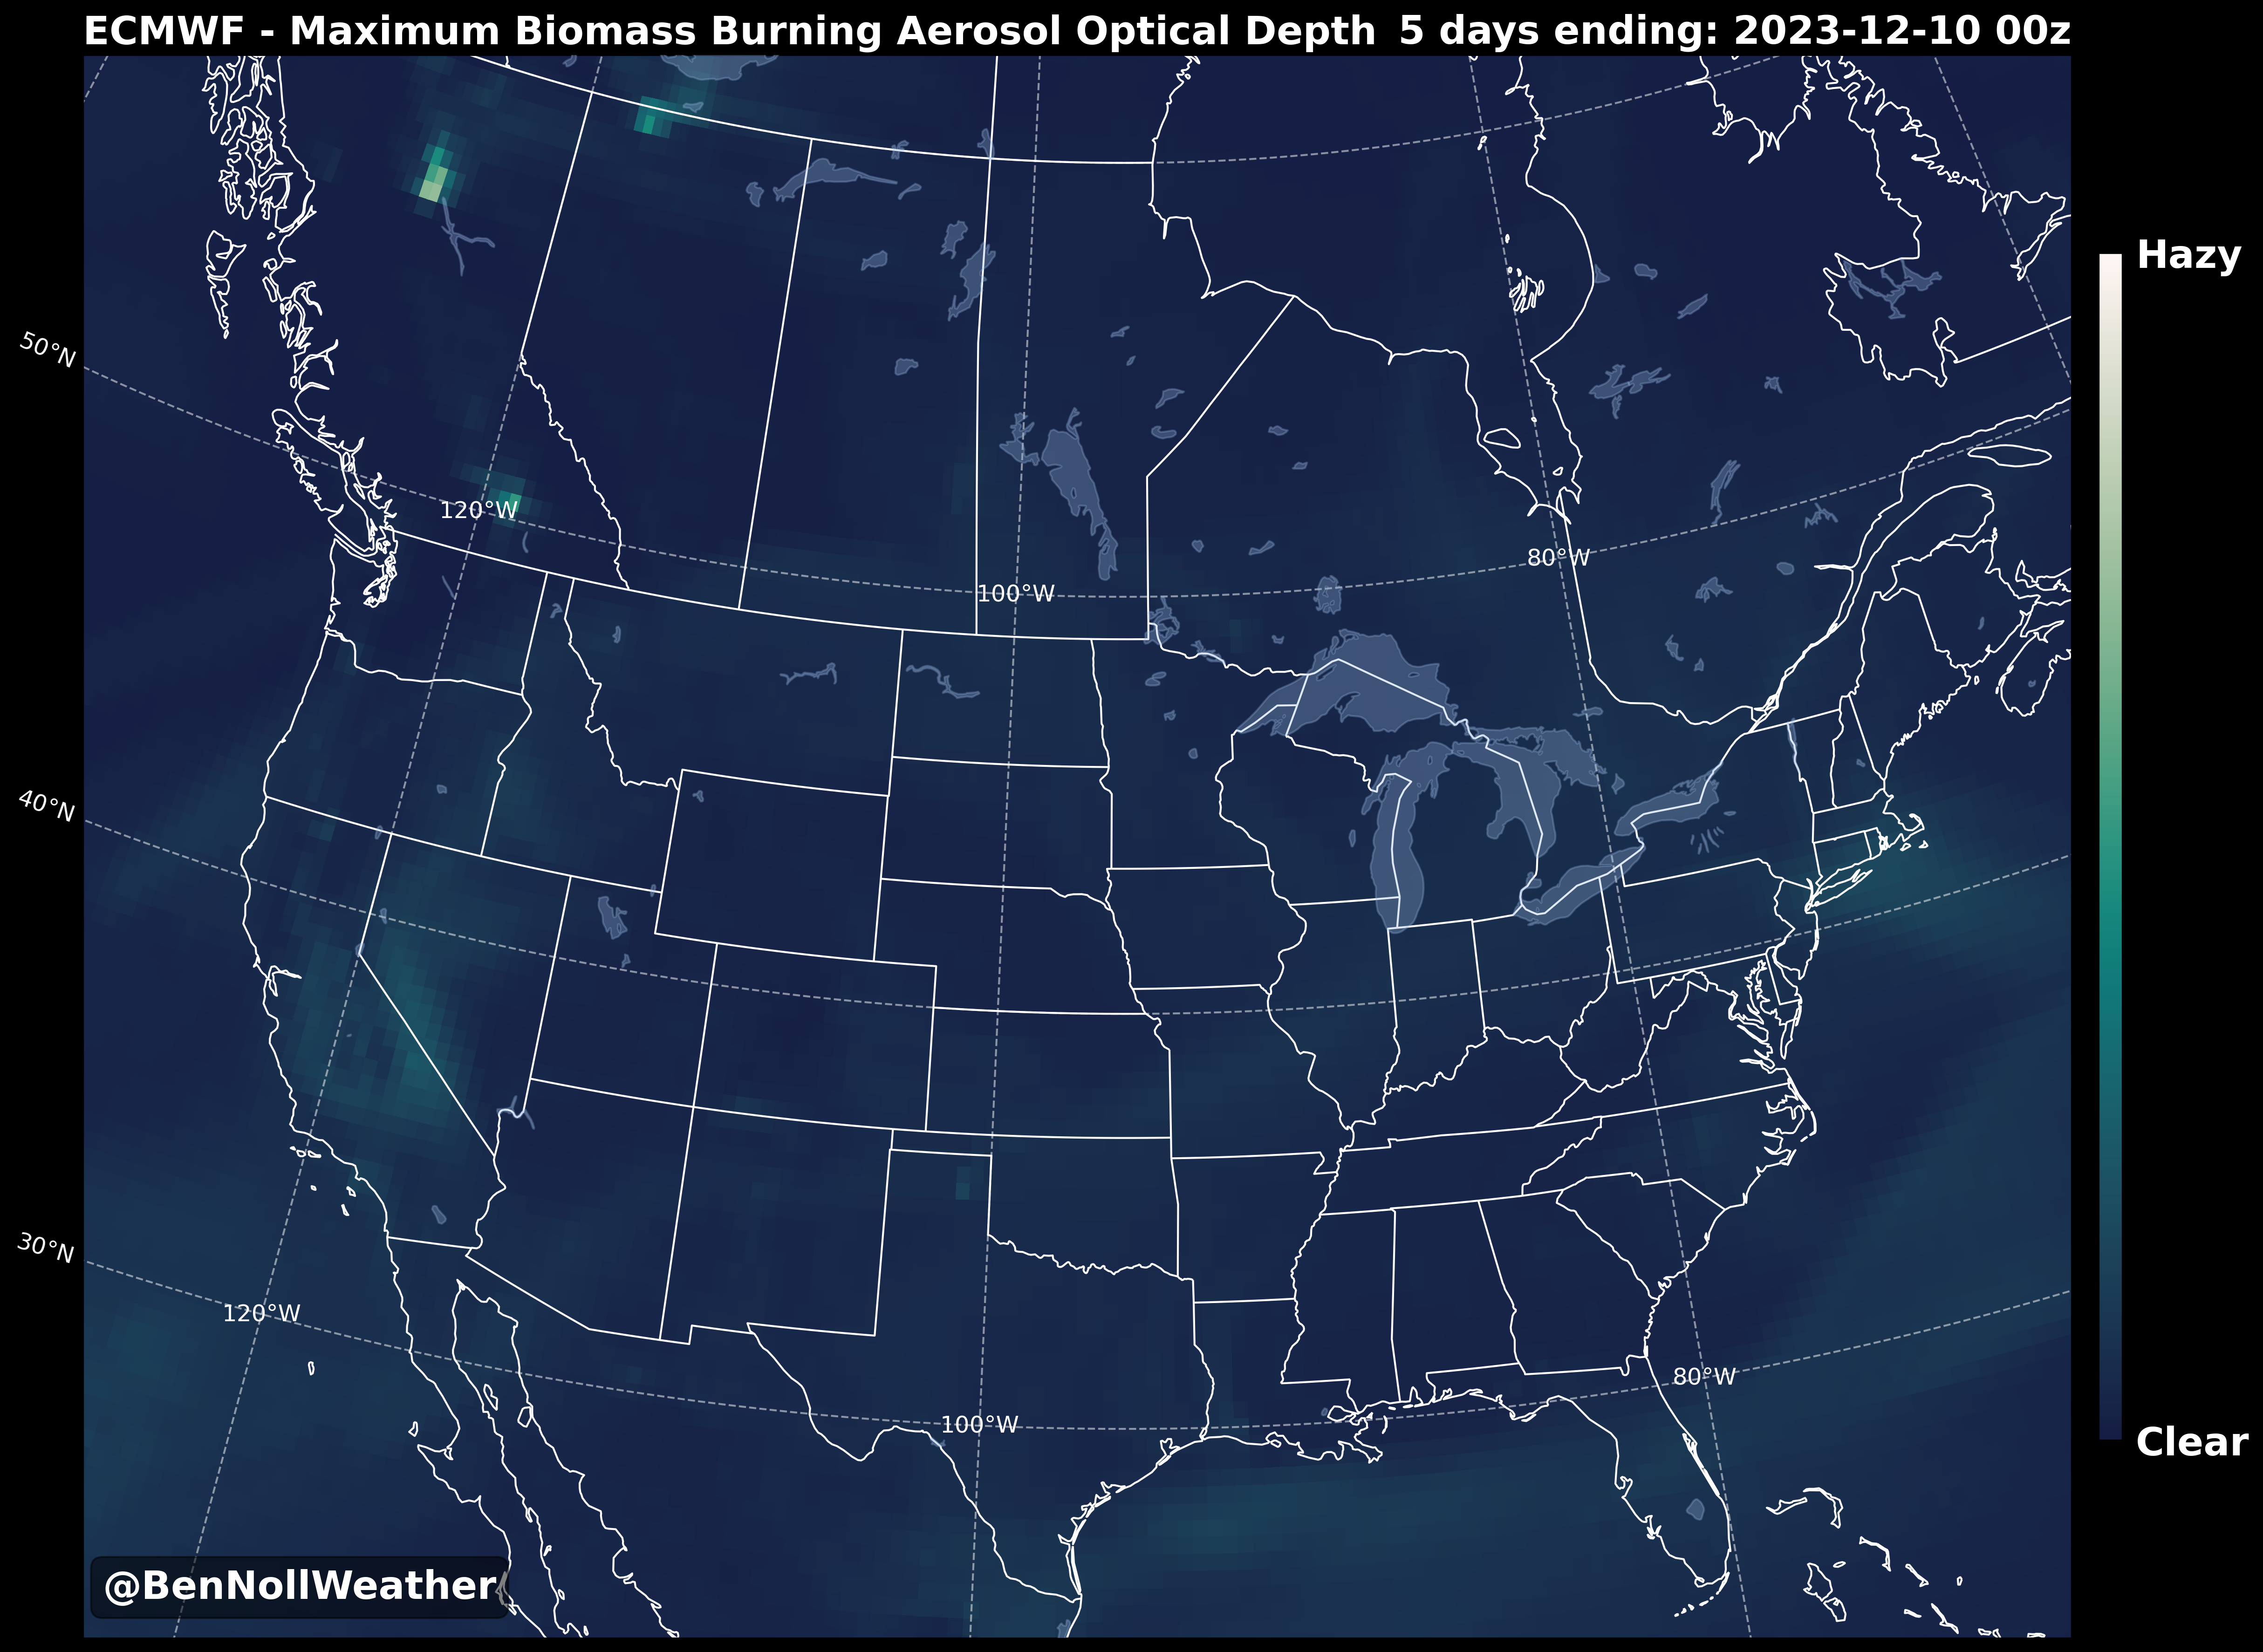 ECMWF - Maximum Biomass Burning Aerosol Optical Depth 5 days ending: 2023-12-10 00z
Hazy
50°N
120°W
80°W
100°W
40°N
30°N
120°W
80°W
100°W
Clear
@BenNollWeather